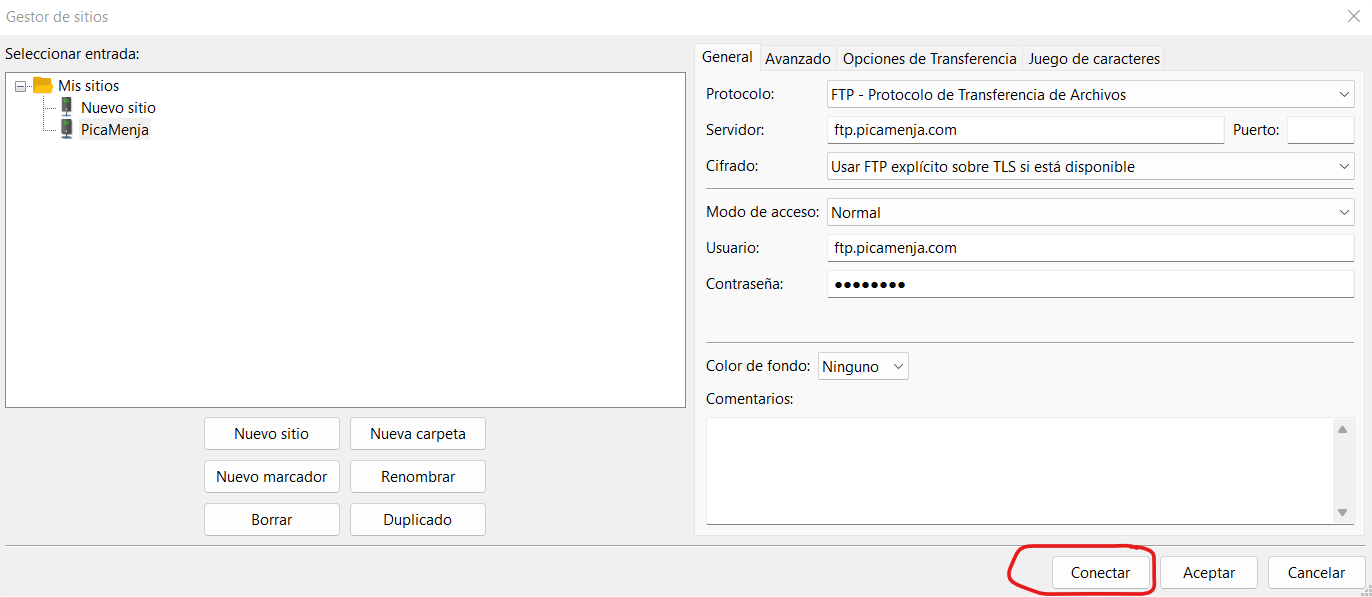 Gestor de sitios
Seleccionar entrada:
Mis sitios
Nuevo sitio
PicaMenja
Nuevo sitio
Nueva carpeta
Nuevo marcador
Renombrar
Borrar
Duplicado
General Avanzado Opciones de Transferencia Juego de caracteres
Protocolo: FTP - Protocolo de Transferencia de Archivos
Servidor: ftp.picamenja.com Puerto:
Cifrado: Usar FTP explícito sobre TLS si está disponible
Modo de acceso: Normal
Usuario: ftp.picamenja.com
Contraseña: ●●●●●●●●
Color de fondo: Ninguno
Comentarios:
Conectar Aceptar Cancelar